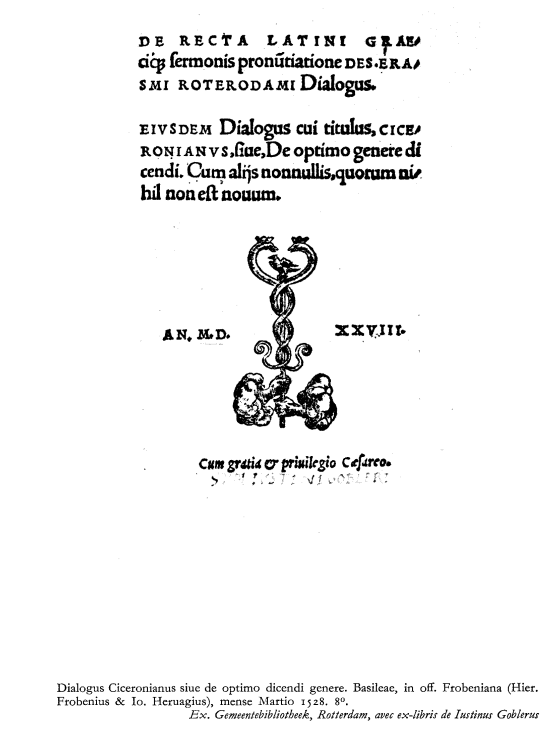 DE RECTA LATINI GRAE⸗
ciq́ꝫ ſermonis pronũtiatione DES. ERA⸗
SMI ROTERODAMI Dialogus.
EIVSDEM Dialogus cui titulus, CICE⸗
RONIANVS, ſiue, De optimo genere di
cendi. Cum alijs nonnullis, quorum ni⸗
hil non eſt nouum.
AN. M.D. XXVIII.
Cum gratia & priuilegio Cæſareo.
Dialogus Ciceronianus siue de optimo dicendi genere. Basileae, in off. Frobeniana (Hier.
Frobenius & Io. Heruagius), mense Martio 1528. 8º.
Ex. Gemeentebibliotheek, Rotterdam, avec ex-libris de Iustinus Goblerus